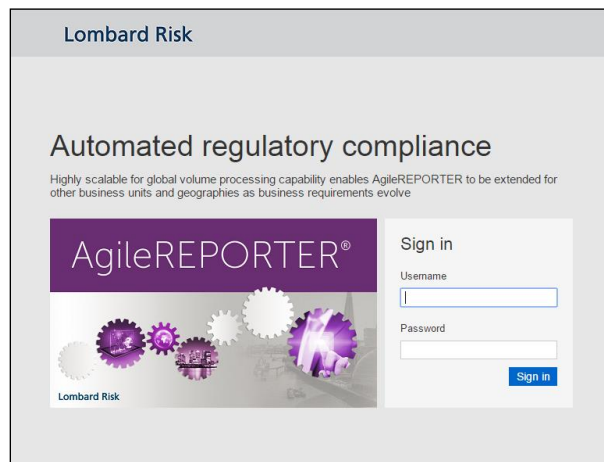 Lombard Risk
Automated regulatory compliance
Highly scalable for global volume processing capability enables AgileREPORTER to be extended for
other business units and geographies as business requirements evolve
AgileREPORTER®
Lombard Risk
Sign in
Username
Password
Sign in